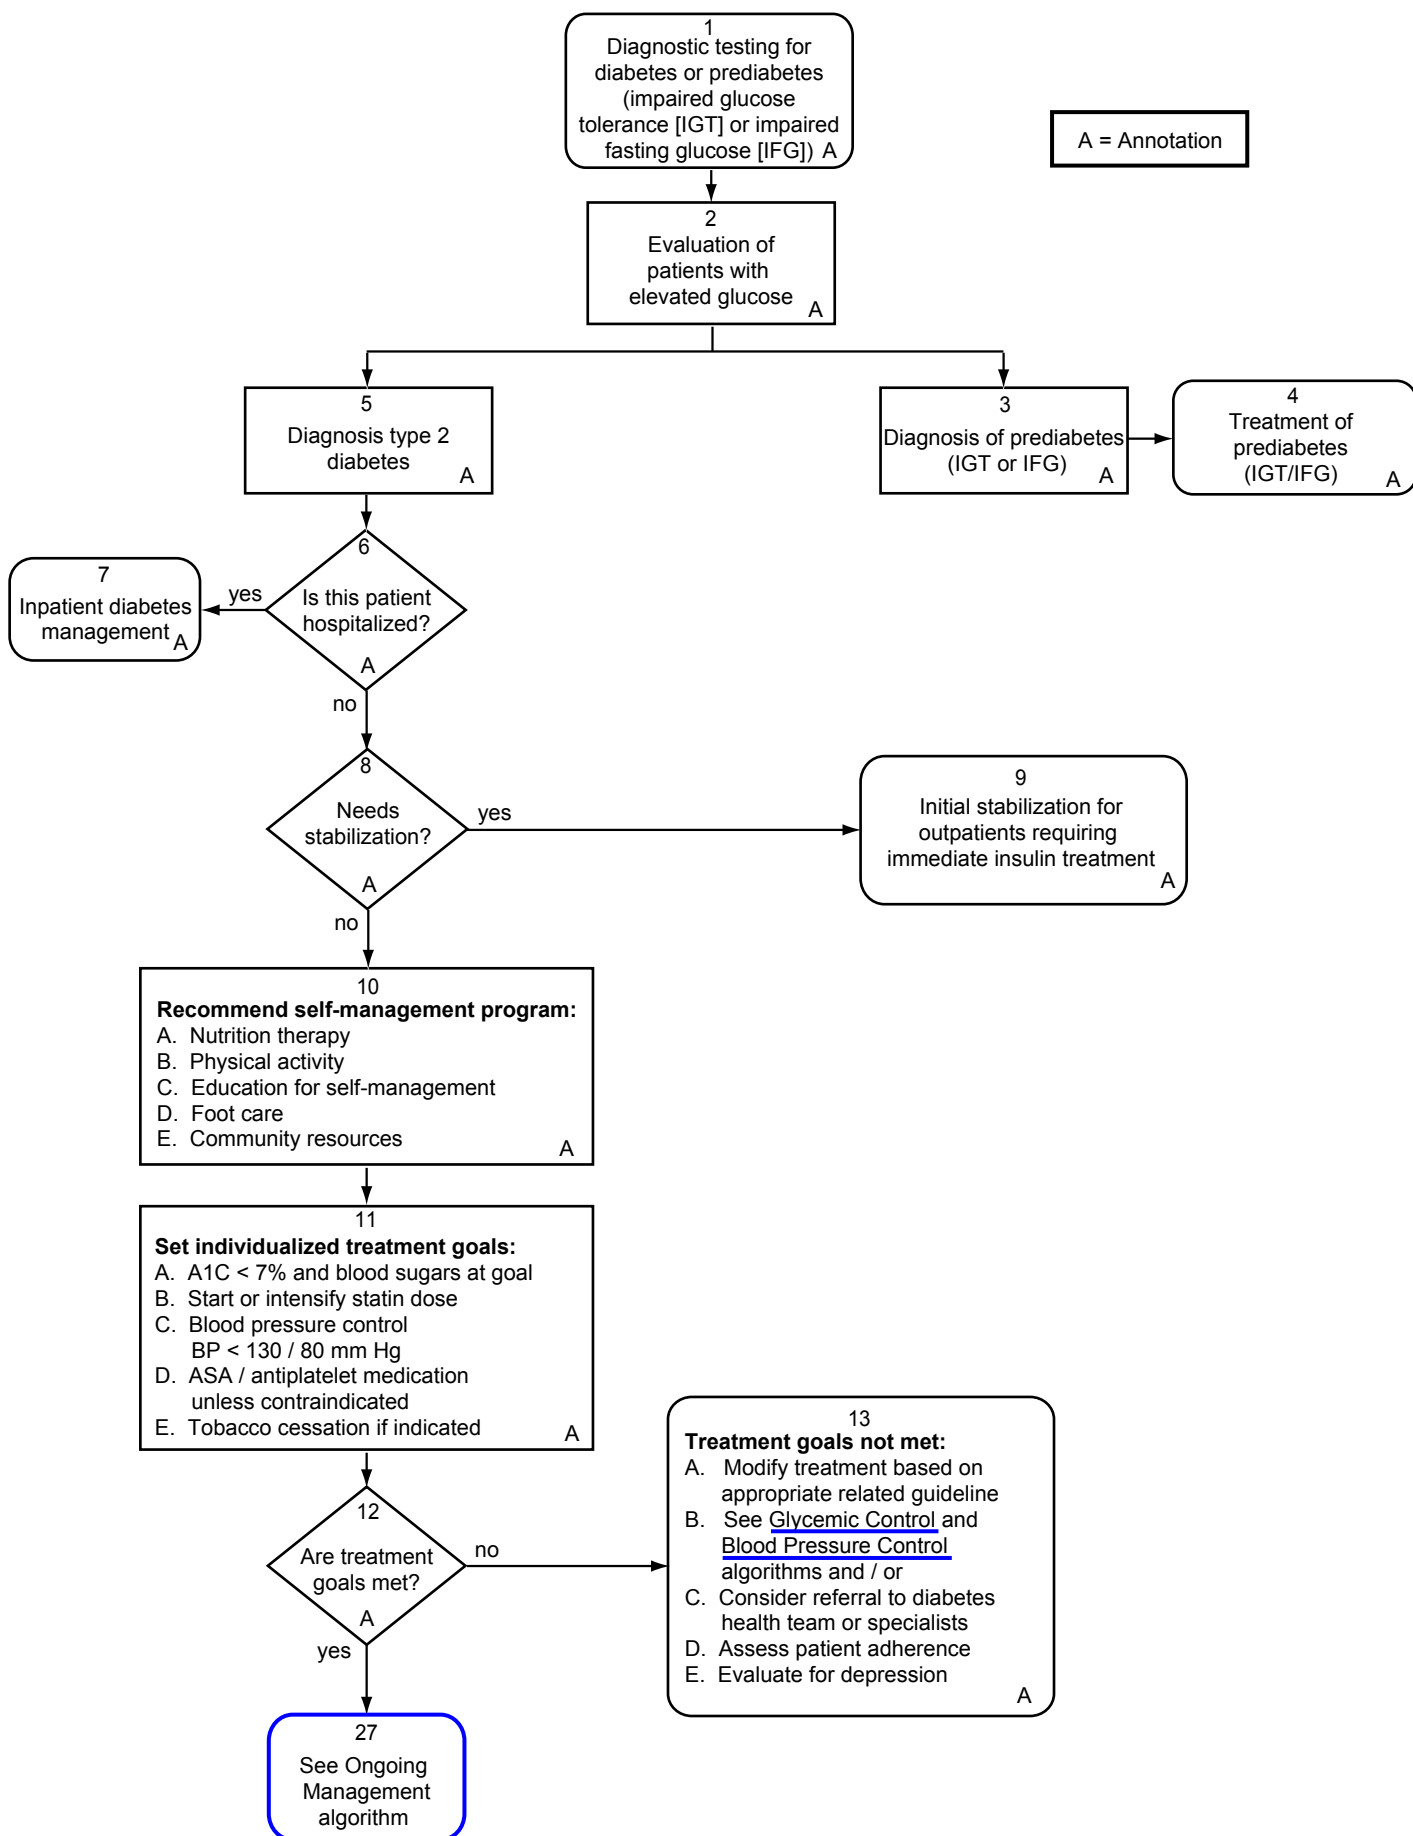 1
Diagnostic testing for
diabetes or prediabetes
(impaired glucose
tolerance [IGT] or impaired
fasting glucose [IFG]) A
A = Annotation
2
Evaluation of
patients with
elevated glucose
A
5
Diagnosis type 2
diabetes
A
3
Diagnosis of prediabetes
(IGT or IFG)
A
4
Treatment of
prediabetes
(IGT/IFG)
A
6
Is this patient
hospitalized?
A
yes
7
Inpatient diabetes
management
A
no
8
Needs
stabilization?
A
yes
9
Initial stabilization for
outpatients requiring
immediate insulin treatment
A
no
10
Recommend self-management program:
A. Nutrition therapy
B. Physical activity
C. Education for self-management
D. Foot care
E. Community resources
A
11
Set individualized treatment goals:
A. A1C < 7% and blood sugars at goal
B. Start or intensify statin dose
C. Blood pressure control
BP < 130 / 80 mm Hg
D. ASA / antiplatelet medication
unless contraindicated
E. Tobacco cessation if indicated
A
12
Are treatment
goals met?
A
no
13
Treatment goals not met:
A. Modify treatment based on
appropriate related guideline
B. See Glycemic Control and
Blood Pressure Control
algorithms and / or
C. Consider referral to diabetes
health team or specialists
D. Assess patient adherence
E. Evaluate for depression
A
yes
27
See Ongoing
Management
algorithm